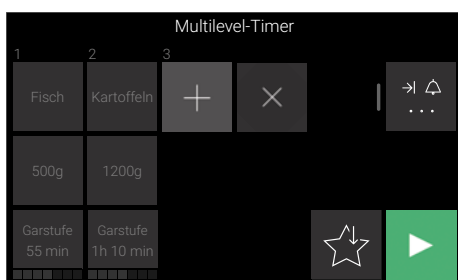 Multilevel-Timer
1 2 3
Fisch Kartoffeln
500g 1200g
Garstufe Garstufe
55 min 1h 10 min